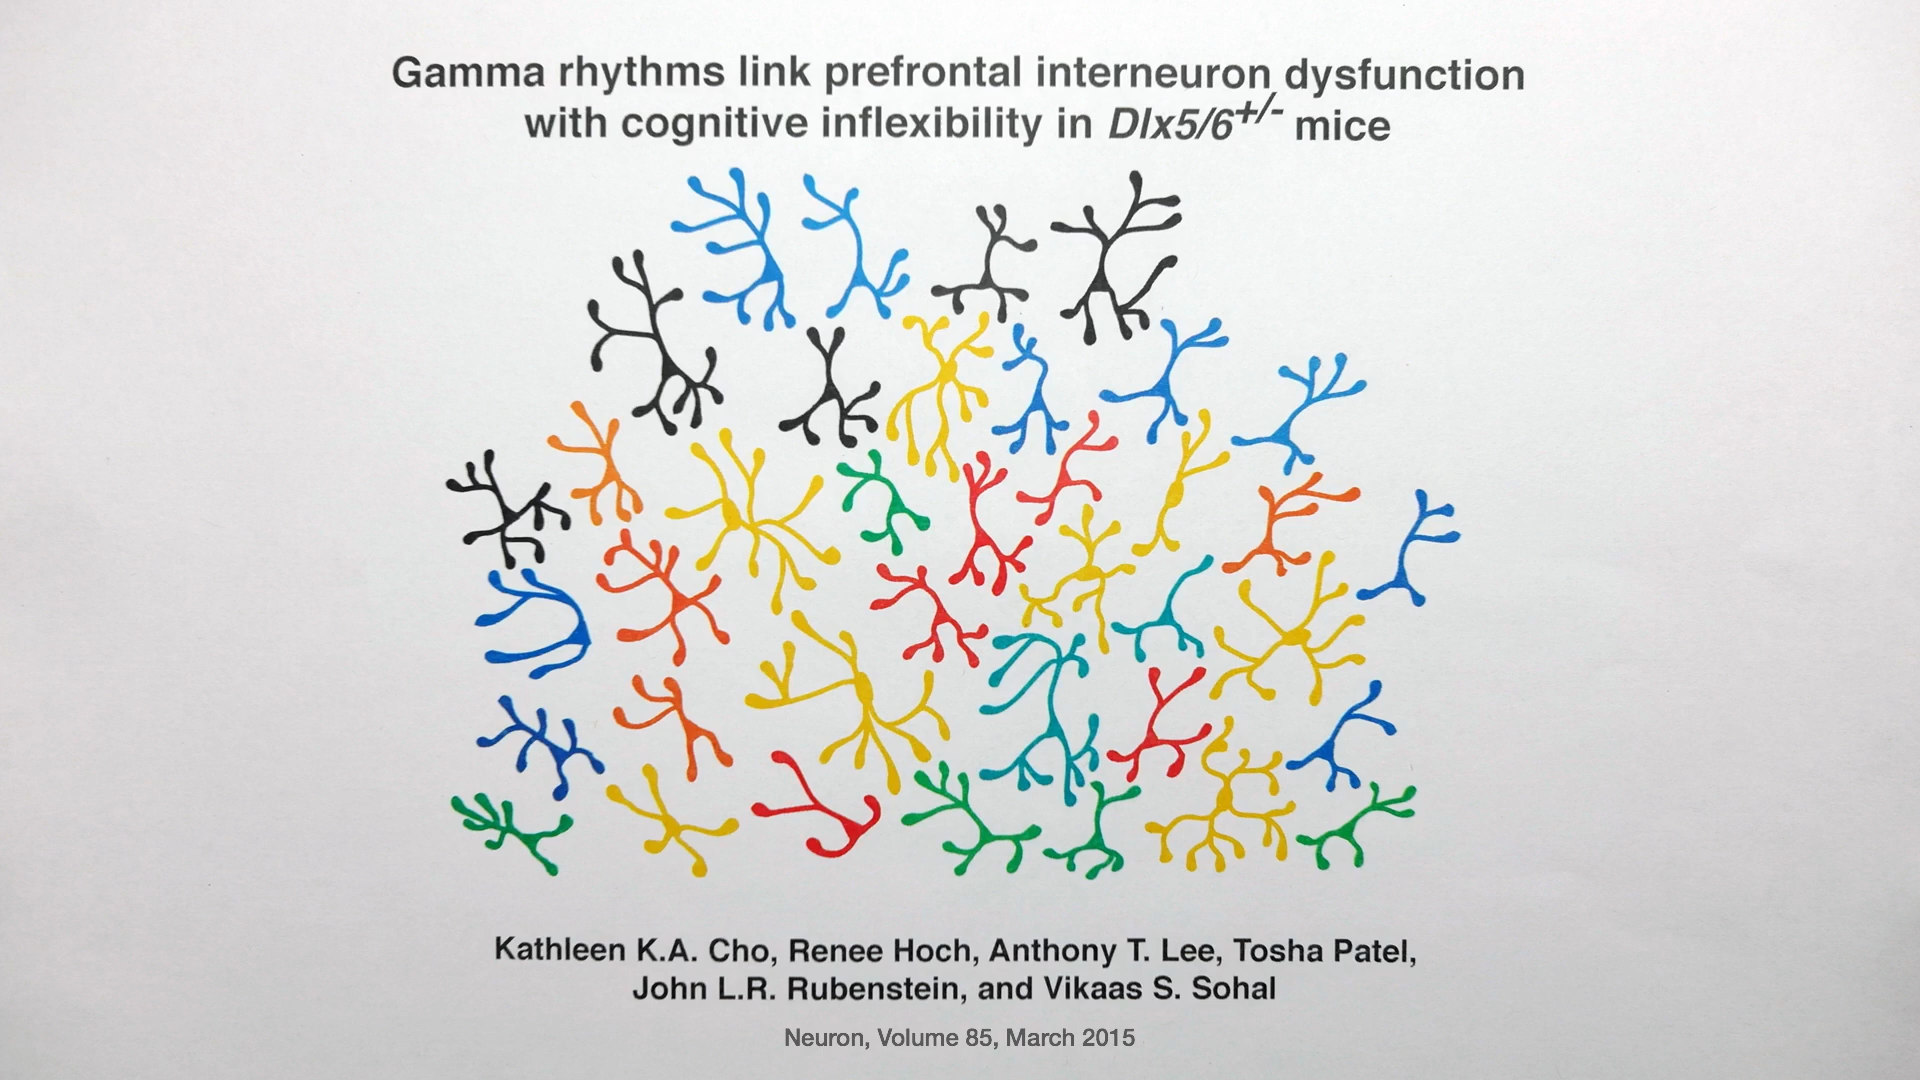 Gamma rhythms link prefrontal interneuron dysfunction
with cognitive inflexibility in Dlx5/6+/- mice
Kathleen K.A. Cho, Renee Hoch, Anthony T. Lee, Tosha Patel,
John L.R. Rubenstein, and Vikaas S. Sohal
Neuron, Volume 85, March 2015